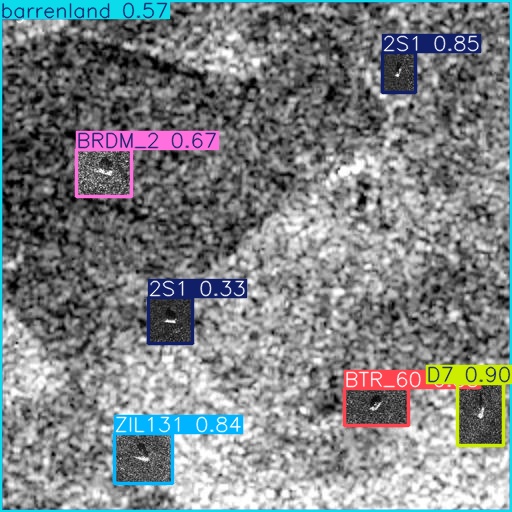 barrenland 0.57
2S1 0.85
BRDM_2 0.67
2S1 0.33
BTR_60
D7 0.90
ZIL131 0.84